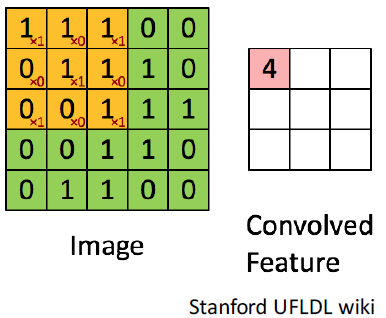 1×1 1×0 1×1 0 0
0×0 1×1 1×0 1 0
0×1 0×0 1×1 1 1
0 0 1 1 0
0 1 1 0 0
4
Image
Convolved
Feature
Stanford UFLDL wiki